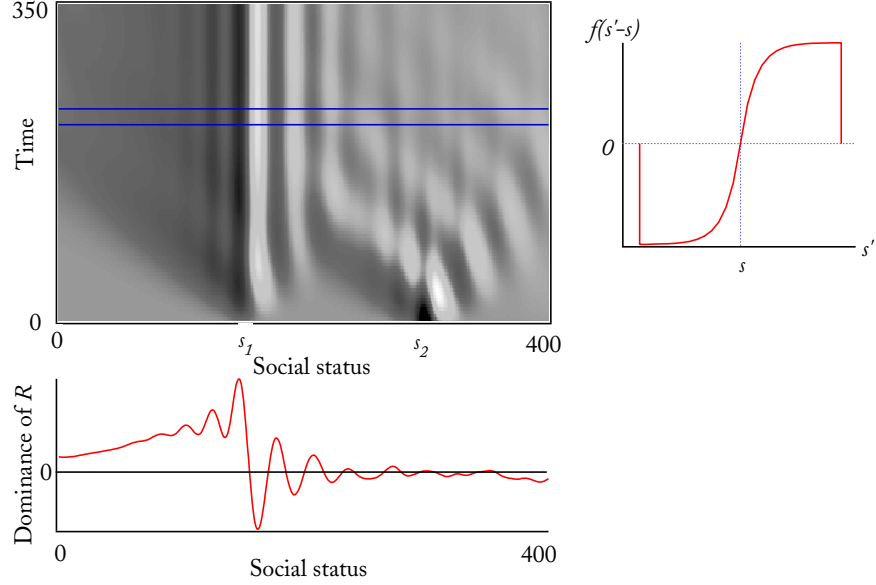 350
Time
0
0
s1
s2
400
Social status
f(s'-s)
0
s
s'
Dominance of R
0
0
400
Social status